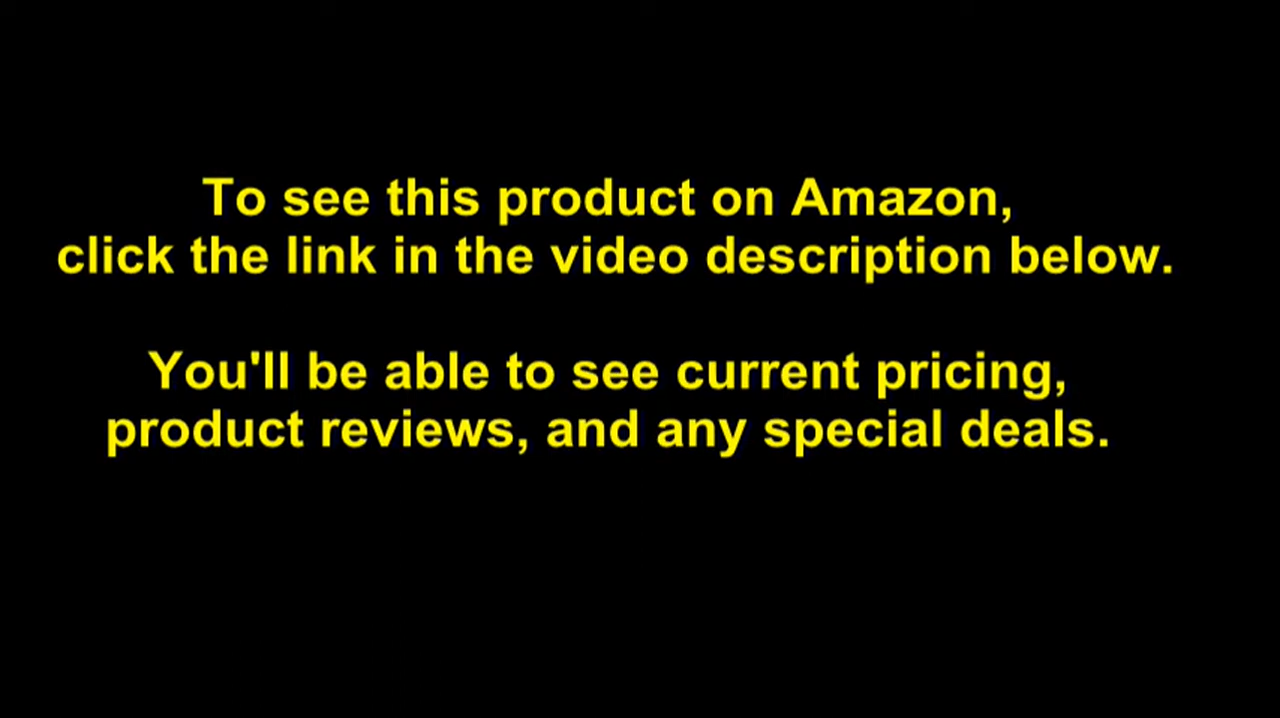 To see this product on Amazon,
click the link in the video description below.
You'll be able to see current pricing,
product reviews, and any special deals.